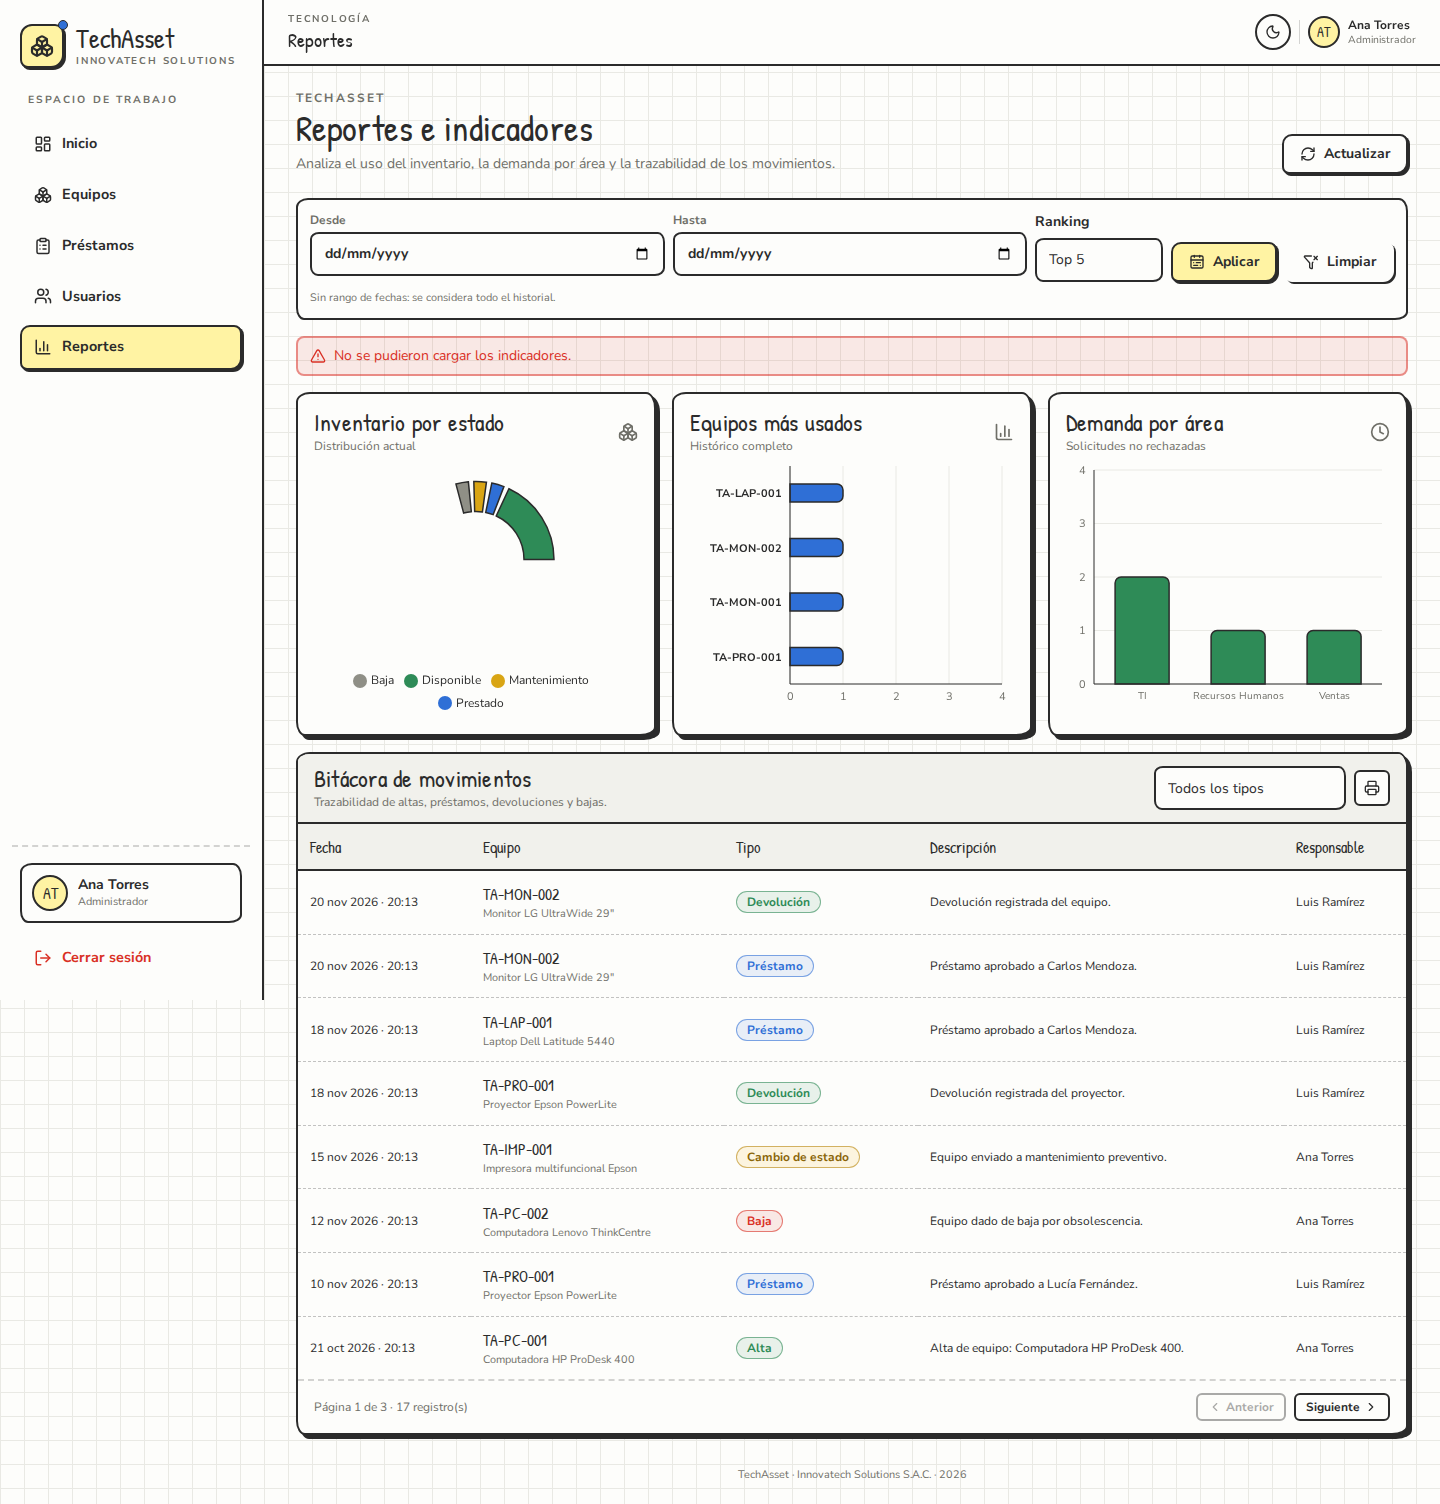 TechAsset
INNOVATECH SOLUTIONS
ESPACIO DE TRABAJO
Inicio
Equipos
Préstamos
Usuarios
Reportes
AT
Ana Torres
Administrador
Cerrar sesión
TECNOLOGÍA
Reportes
AT
Ana Torres
Administrador
TECHASSET
Reportes e indicadores
Analiza el uso del inventario, la demanda por área y la trazabilidad de los movimientos.
Actualizar
Desde
dd/mm/yyyy
Hasta
dd/mm/yyyy
Ranking
Top 5
Aplicar
Limpiar
Sin rango de fechas: se considera todo el historial.
No se pudieron cargar los indicadores.
Inventario por estado
Distribución actual
Baja Disponible Mantenimiento
Prestado
Equipos más usados
Histórico completo
TA-LAP-001
TA-MON-002
TA-MON-001
TA-PRO-001
0 1 2 3 4
Demanda por área
Solicitudes no rechazadas
4
3
2
1
0
TI Recursos Humanos Ventas
Bitácora de movimientos
Trazabilidad de altas, préstamos, devoluciones y bajas.
Todos los tipos
Fecha Equipo Tipo Descripción Responsable
20 nov 2026 · 20:13 TA-MON-002 Devolución Devolución registrada del equipo. Luis Ramírez
Monitor LG UltraWide 29"
20 nov 2026 · 20:13 TA-MON-002 Préstamo Préstamo aprobado a Carlos Mendoza. Luis Ramírez
Monitor LG UltraWide 29"
18 nov 2026 · 20:13 TA-LAP-001 Préstamo Préstamo aprobado a Carlos Mendoza. Luis Ramírez
Laptop Dell Latitude 5440
18 nov 2026 · 20:13 TA-PRO-001 Devolución Devolución registrada del proyector. Luis Ramírez
Proyector Epson PowerLite
15 nov 2026 · 20:13 TA-IMP-001 Cambio de estado Equipo enviado a mantenimiento preventivo. Ana Torres
Impresora multifuncional Epson
12 nov 2026 · 20:13 TA-PC-002 Baja Equipo dado de baja por obsolescencia. Ana Torres
Computadora Lenovo ThinkCentre
10 nov 2026 · 20:13 TA-PRO-001 Préstamo Préstamo aprobado a Lucía Fernández. Luis Ramírez
Proyector Epson PowerLite
21 oct 2026 · 20:13 TA-PC-001 Alta Alta de equipo: Computadora HP ProDesk 400. Ana Torres
Computadora HP ProDesk 400
Página 1 de 3 · 17 registro(s)
Anterior
Siguiente
TechAsset · Innovatech Solutions S.A.C. · 2026